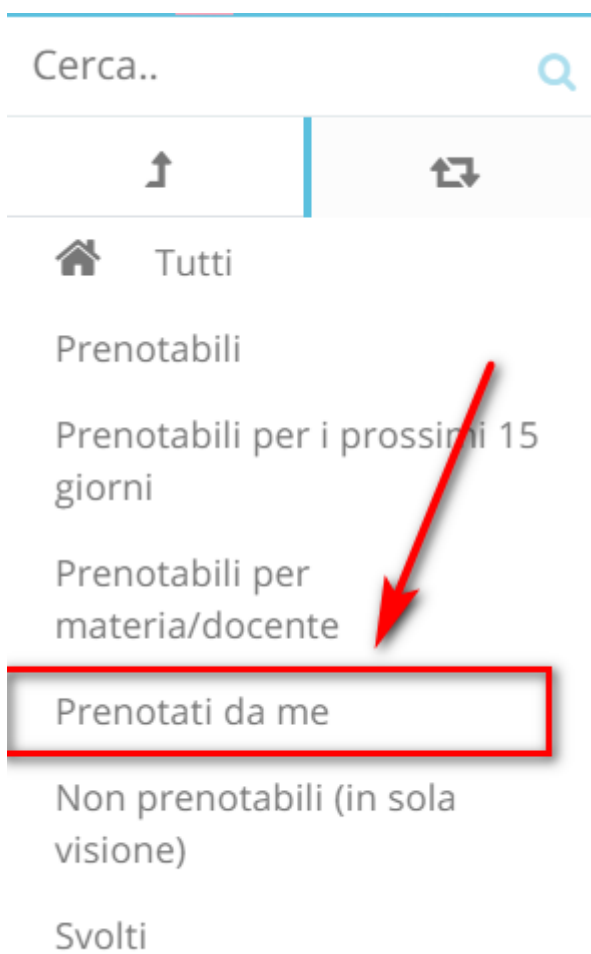 Cerca..
Tutti
Prenotabili
Prenotabili per i prossimi 15
giorni
Prenotabili per
materia/docente
Prenotati da me
Non prenotabili (in sola
visione)
Svolti